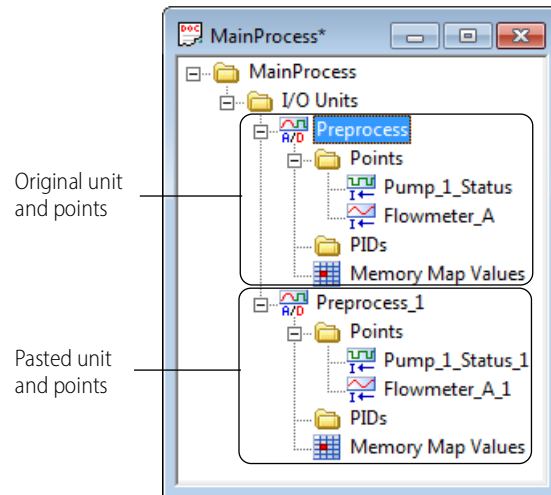 MainProcess*
MainProcess
I/O Units
A/D Preprocess
Points
Original unit
and points
I Pump_1_Status
I Flowmeter_A
PIDs
Memory Map Values
A/D Preprocess_1
Points
Pasted unit
and points
I Pump_1_Status_1
I Flowmeter_A_1
PIDs
Memory Map Values